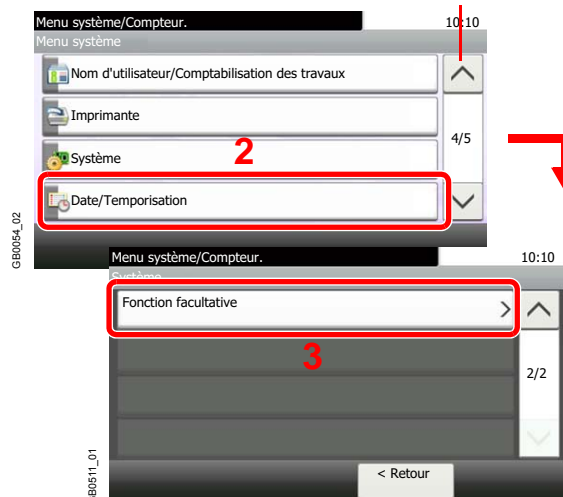 Menu système/Compteur. 10:10
Menu système
Nom d'utilisateur/Comptabilisation des travaux
Imprimante
4/5
Système
2
Date/Temporisation
GB0054_02
Menu système/Compteur. 10:10
Système
Fonction facultative
3
2/2
B0511_01
< Retour